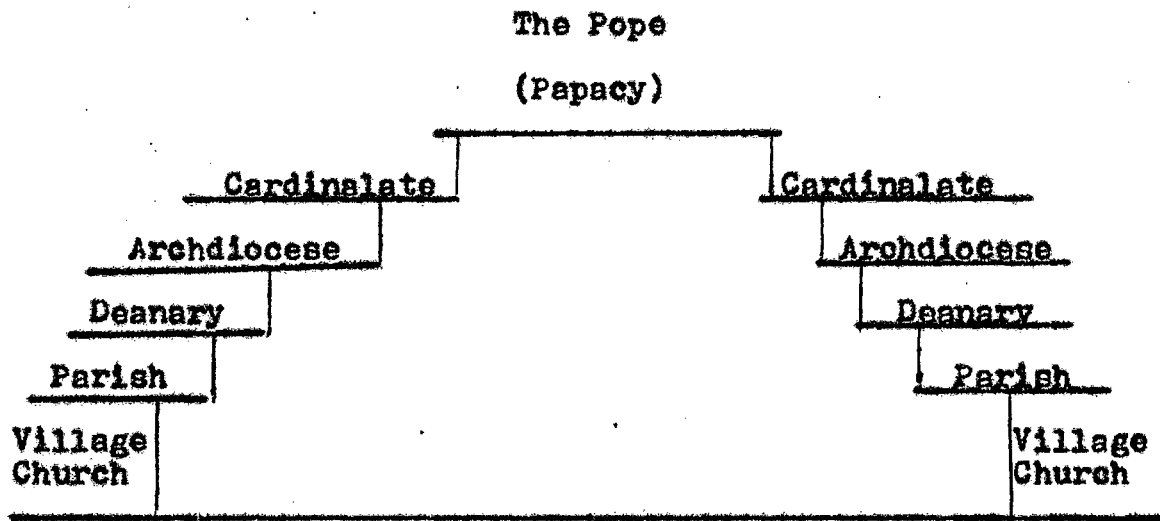 The Pope
(Papacy)
Cardinalate Cardinalate
Archdiocese Archdiocese
Deanary Deanary
Parish Parish
Village Village
Church Church